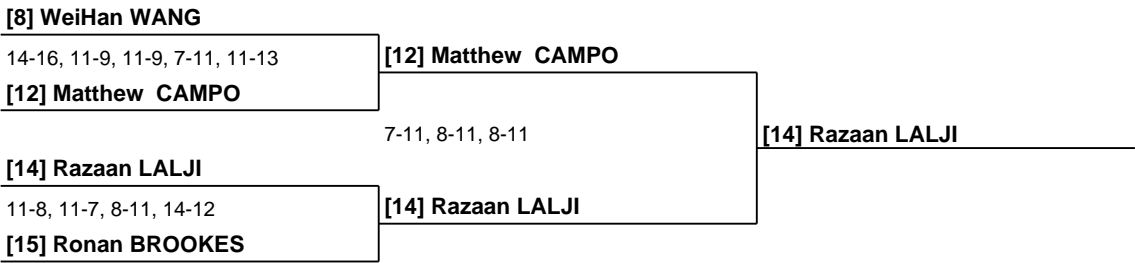 [8] WeiHan WANG
14-16, 11-9, 11-9, 7-11, 11-13
[12] Matthew  CAMPO
[12] Matthew  CAMPO
7-11, 8-11, 8-11
[14] Razaan LALJI
[14] Razaan LALJI
11-8, 11-7, 8-11, 14-12
[14] Razaan LALJI
[15] Ronan BROOKES